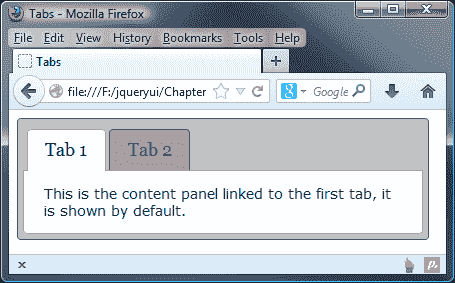 Tabs - Mozilla Firefox
File Edit View History Bookmarks Tools Help
Tabs
file:///F:/jqueryui/Chapter
Google
Tab 1 Tab 2
This is the content panel linked to the first tab, it
is shown by default.
x